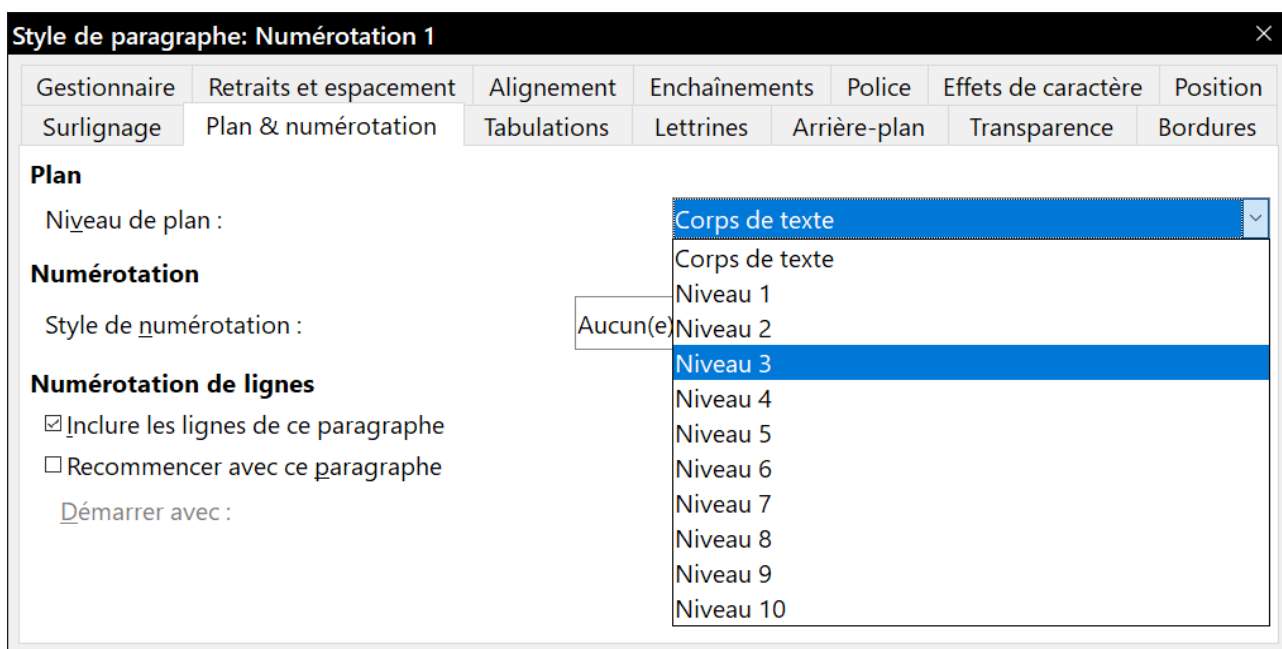 Style de paragraphe: Numérotation 1
Gestionnaire Retraits et espacement Alignement Enchaînements Police Effets de caractère Position
Surlignage Plan & numérotation Tabulations Lettrines Arrière-plan Transparence Bordures
Plan
Niveau de plan : Corps de texte
Corps de texte
Numérotation
Niveau 1
Style de numérotation : Aucun(e) Niveau 2
Niveau 3
Numérotation de lignes
Niveau 4
Inclure les lignes de ce paragraphe
Niveau 5
Recommencer avec ce paragraphe
Niveau 6
Démarrer avec :
Niveau 7
Niveau 8
Niveau 9
Niveau 10